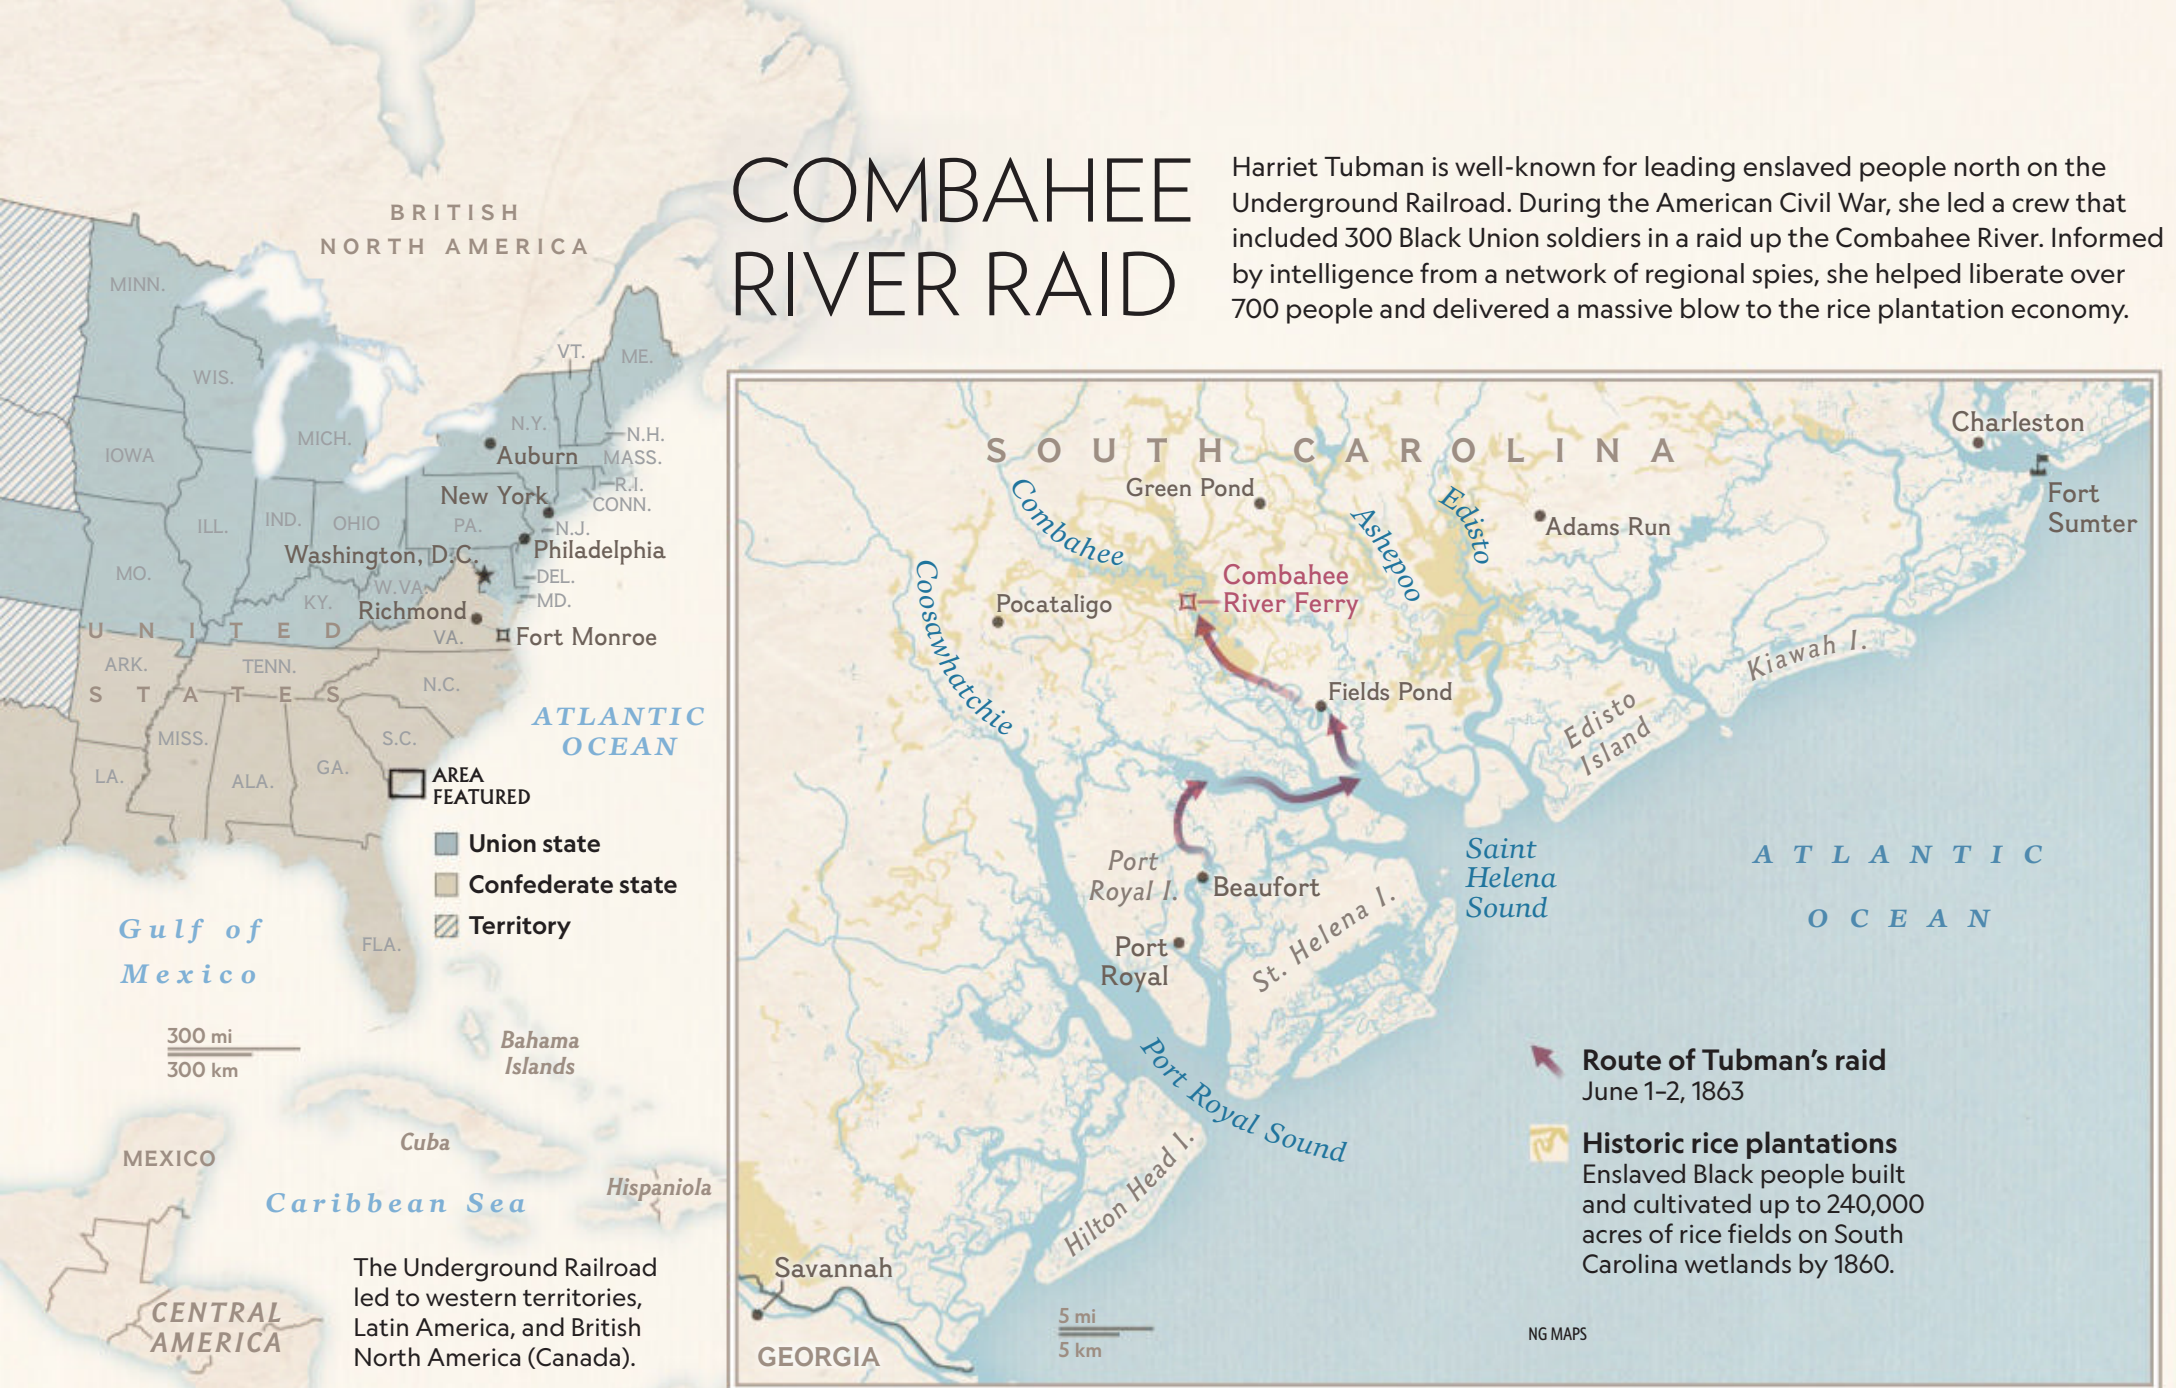 COMBAHEE
RIVER RAID
Harriet Tubman is well-known for leading enslaved people north on the
Underground Railroad. During the American Civil War, she led a crew that
included 300 Black Union soldiers in a raid up the Combahee River. Informed
by intelligence from a network of regional spies, she helped liberate over
700 people and delivered a massive blow to the rice plantation economy.
BRITISH
NORTH AMERICA
MINN.
WIS.
MICH.
IOWA
ILL.
IND.
OHIO
PA.
N.Y.
VT.
ME.
N.H.
MASS.
R.I.
CONN.
N.J.
DEL.
MD.
Auburn
New York
Philadelphia
Washington, D.C.
W.VA.
KY.
MO.
Richmond
VA.
Fort Monroe
UNITED
STATES
ARK.
TENN.
N.C.
MISS.
ALA.
GA.
S.C.
LA.
FLA.
ATLANTIC
OCEAN
AREA
FEATURED
Union state
Confederate state
Territory
Gulf of
Mexico
300 mi
300 km
Bahama
Islands
Cuba
MEXICO
Hispaniola
Caribbean Sea
CENTRAL
AMERICA
The Underground Railroad
led to western territories,
Latin America, and British
North America (Canada).
SOUTH CAROLINA
Charleston
Fort
Sumter
Green Pond
Combahee
Ashepoo
Edisto
Adams Run
Combahee
River Ferry
Pocataligo
Coosawhatchie
Fields Pond
Kiawah I.
Edisto
Island
Port
Royal I.
Beaufort
St. Helena I.
Port
Royal
Saint
Helena
Sound
ATLANTIC
OCEAN
Port Royal Sound
Hilton Head I.
Savannah
GEORGIA
5 mi
5 km
Route of Tubman's raid
June 1–2, 1863
Historic rice plantations
Enslaved Black people built
and cultivated up to 240,000
acres of rice fields on South
Carolina wetlands by 1860.
NG MAPS